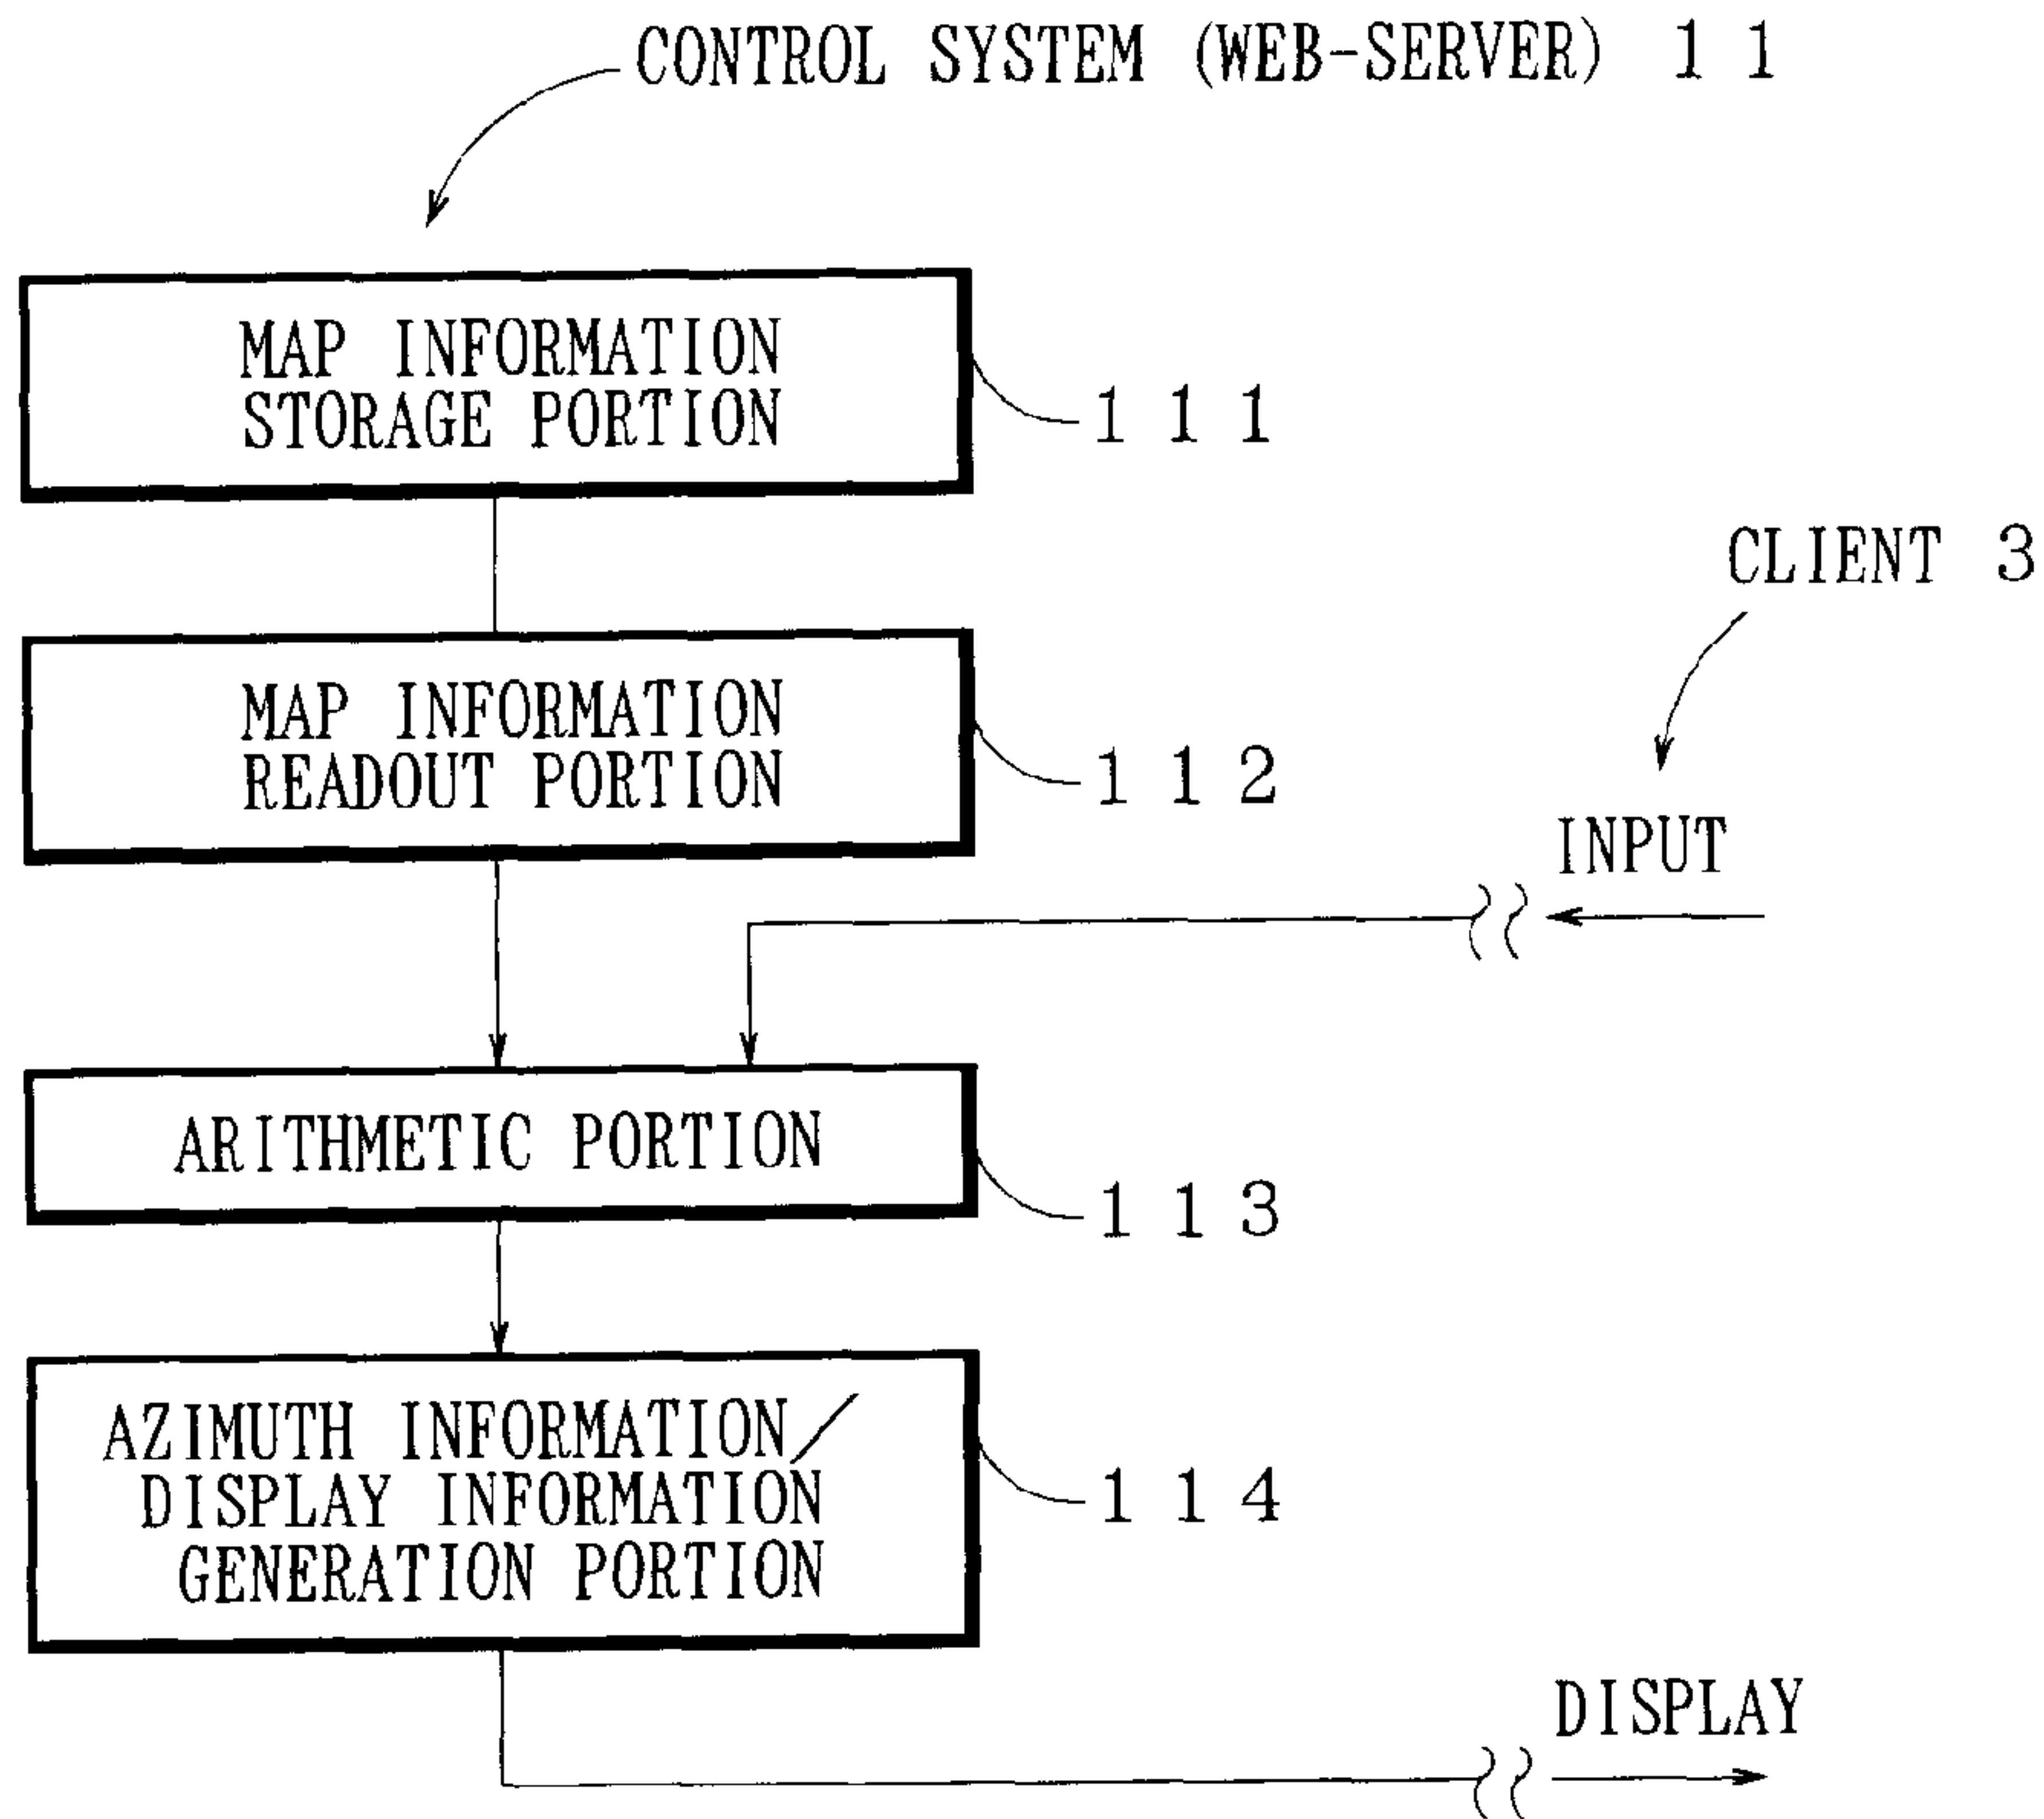 CONTROL SYSTEM (WEB-SERVER) 11
MAP INFORMATION
STORAGE PORTION
111
CLIENT 3
MAP INFORMATION
READOUT PORTION
112
INPUT
ARITHMETIC PORTION
113
AZIMUTH INFORMATION/
DISPLAY INFORMATION
GENERATION PORTION
114
DISPLAY